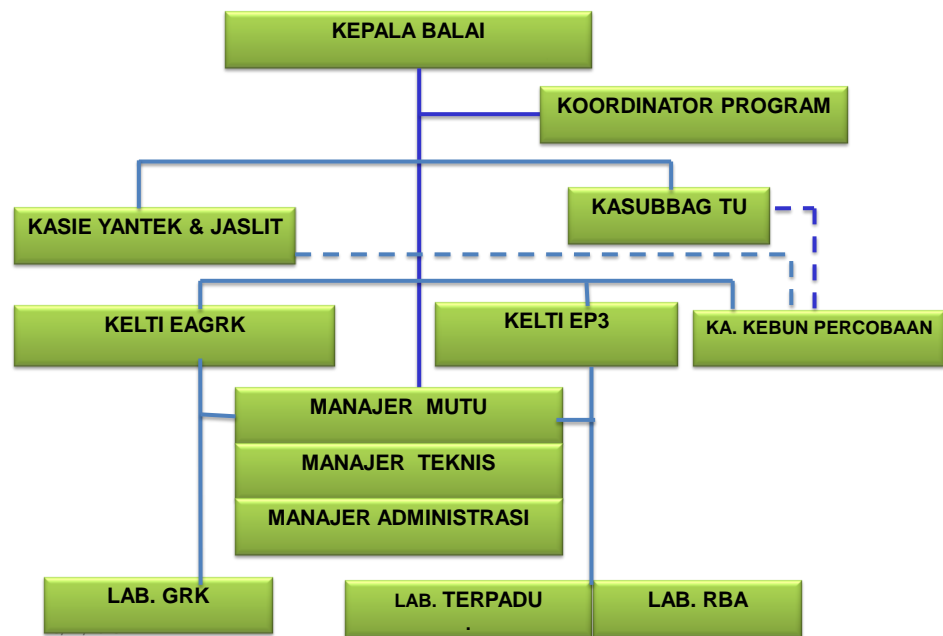 KEPALA BALAI
KOORDINATOR PROGRAM
KASUBBAG TU
KASIE YANTEK & JASLIT
KELTI EAGRK
KELTI EP3
KA. KEBUN PERCOBAAN
MANAJER MUTU
MANAJER TEKNIS
MANAJER ADMINISTRASI
LAB. GRK
LAB. TERPADU
.
LAB. RBA